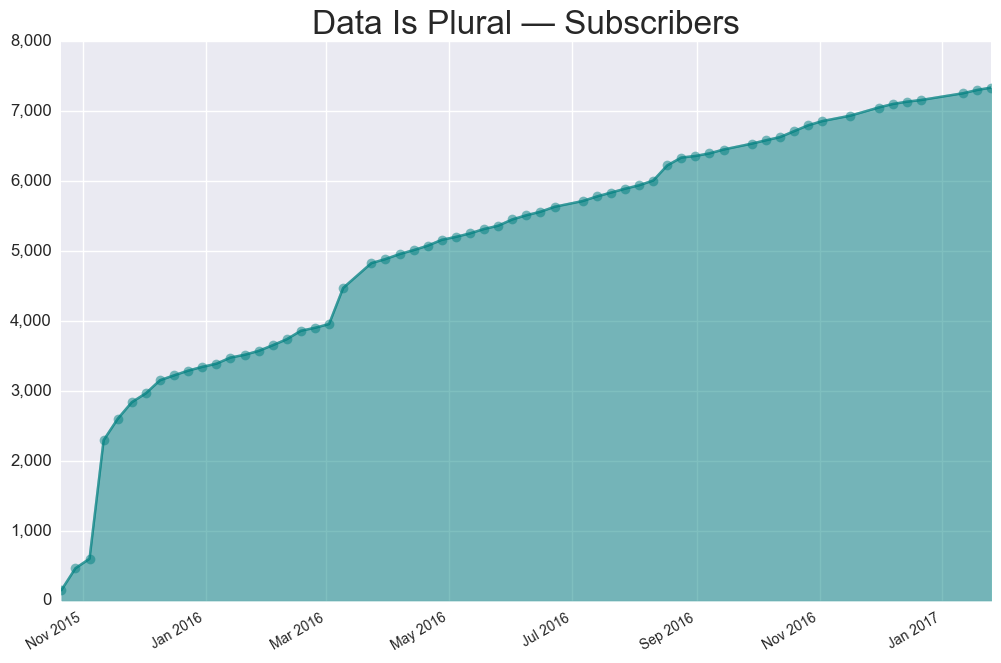 Data Is Plural — Subscribers
8,000
7,000
6,000
5,000
4,000
3,000
2,000
1,000
0
Nov 2015
Jan 2016
Mar 2016
May 2016
Jul 2016
Sep 2016
Nov 2016
Jan 2017